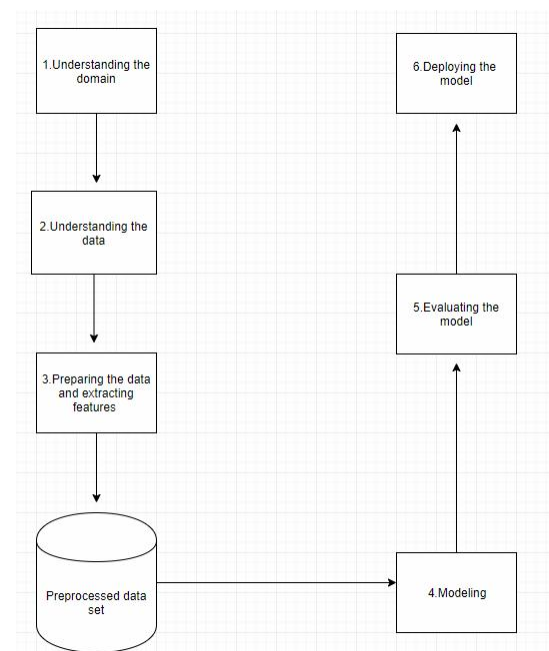 1.Understanding the
domain
2.Understanding the
data
3.Preparing the data
and extracting
features
Preprocessed data
set
4.Modeling
5.Evaluating the
model
6.Deploying the
model